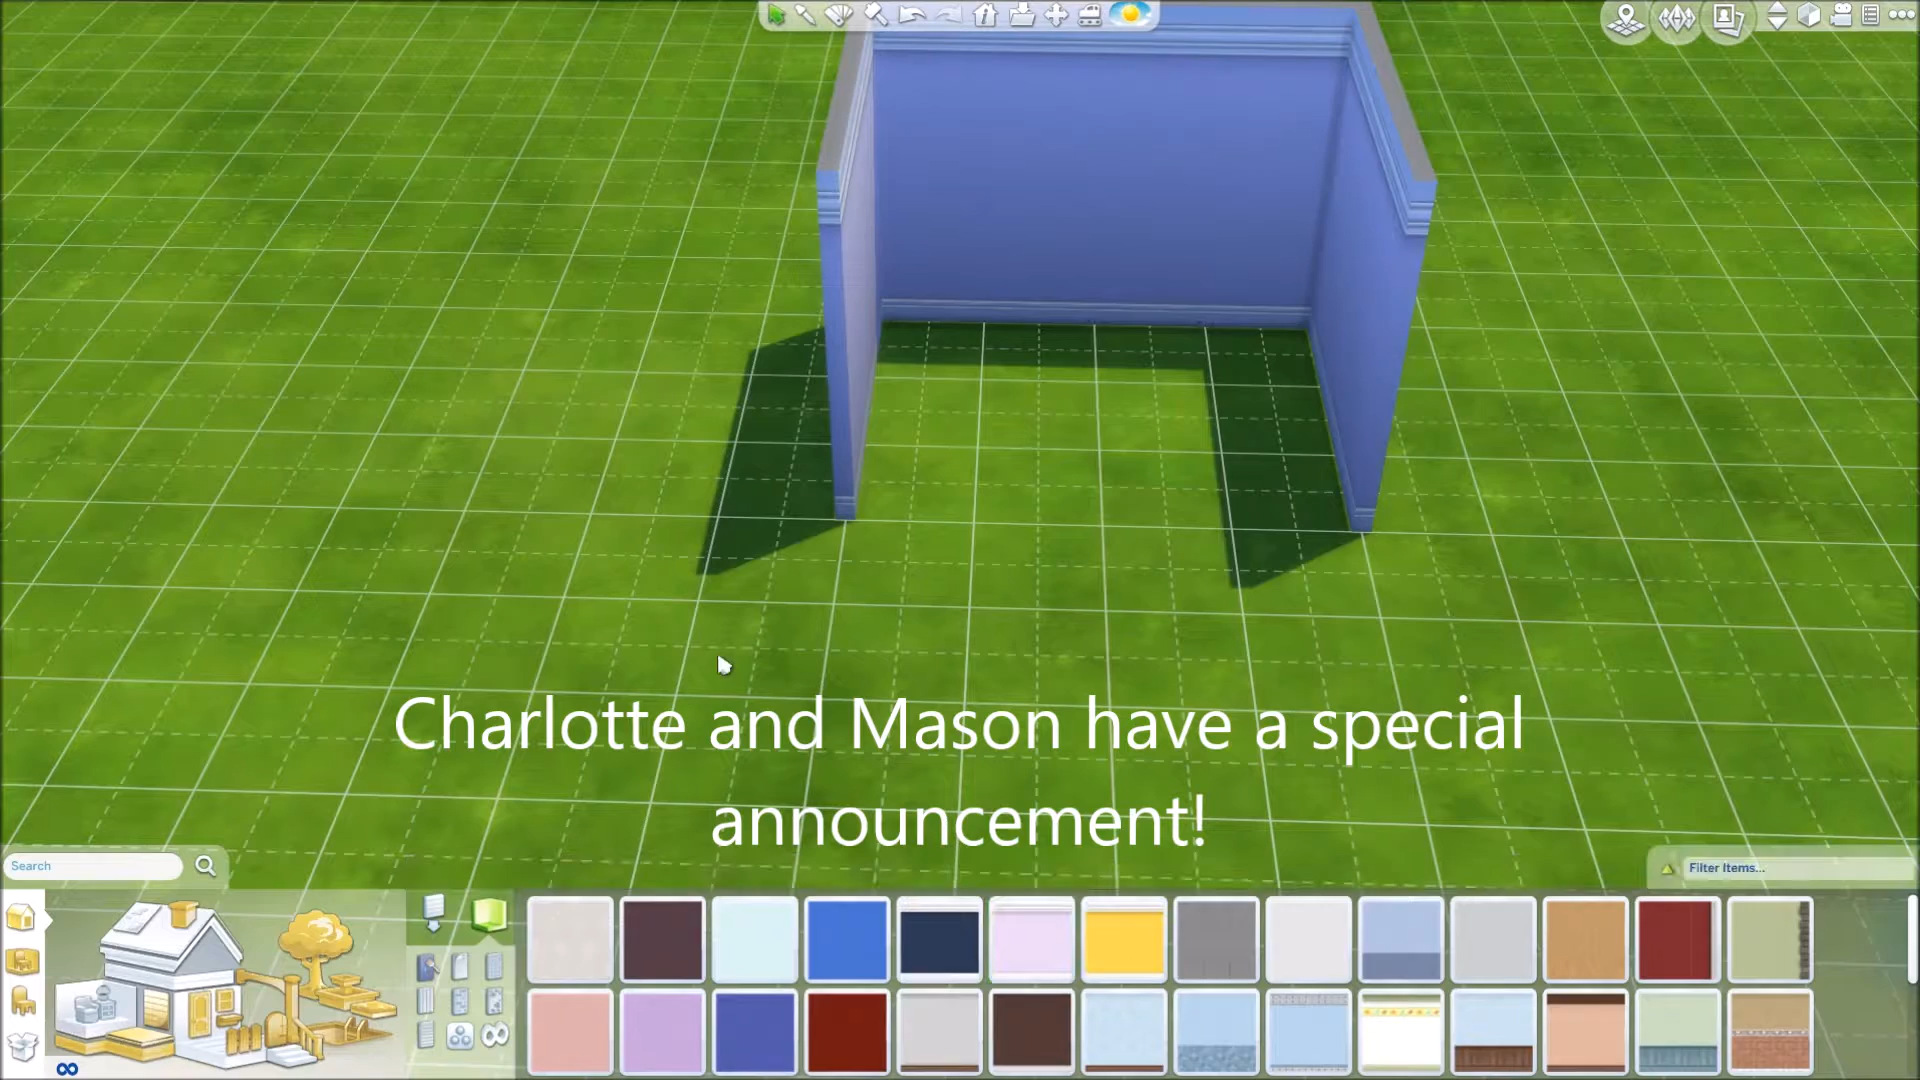 Charlotte and Mason have a special
announcement!
Search
Filter Items...